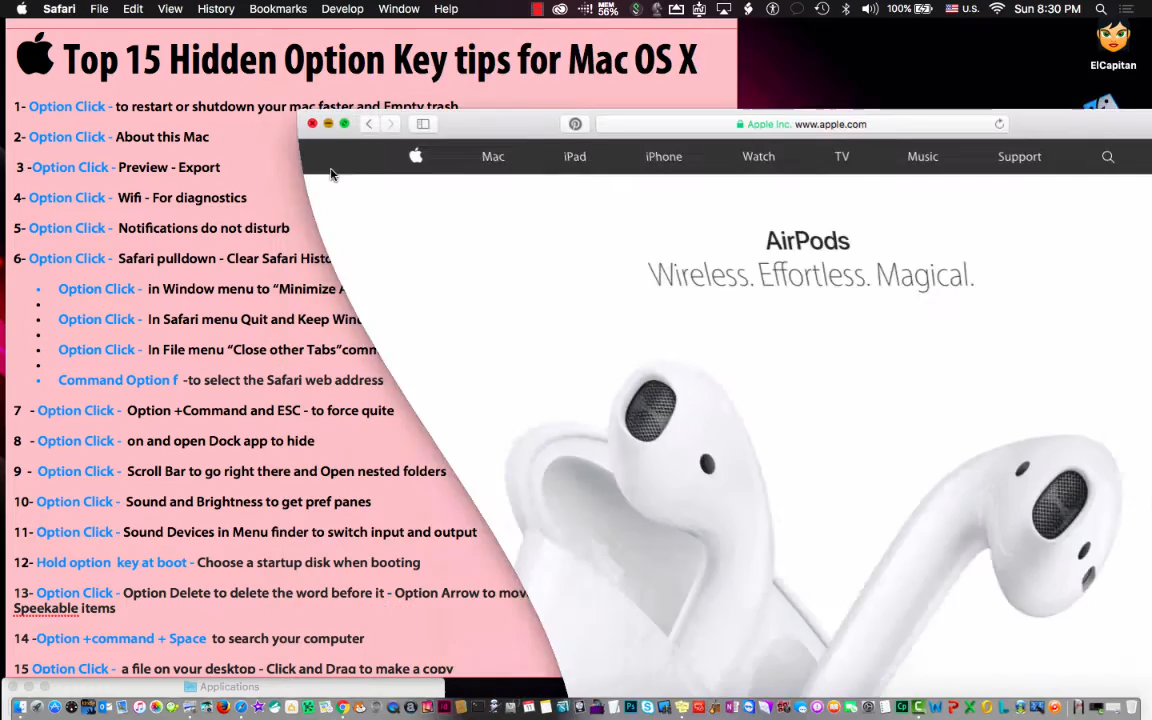 Safari File Edit View History Bookmarks Develop Window Help MEM 56% 100% U.S. Sun 8:30 PM
Top 15 Hidden Option Key tips for Mac OS X
ElCapitan
1- Option Click - to restart or shutdown your mac faster and Empty trash
2- Option Click - About this Mac
3 -Option Click - Preview - Export
4- Option Click - Wifi - For diagnostics
5- Option Click - Notifications do not disturb
6- Option Click - Safari pulldown - Clear Safari Histo
• Option Click - in Window menu to “Minimize A
• Option Click - In Safari menu Quit and Keep Win
• Option Click - In File menu “Close other Tabs”comm
• Command Option f -to select the Safari web address
7 - Option Click - Option +Command and ESC - to force quite
8 - Option Click - on and open Dock app to hide
9 - Option Click - Scroll Bar to go right there and Open nested folders
10- Option Click - Sound and Brightness to get pref panes
11- Option Click - Sound Devices in Menu finder to switch input and output
12- Hold option key at boot - Choose a startup disk when booting
13- Option Click - Option Delete to delete the word before it - Option Arrow to mov
Speekable items
14 -Option +command + Space to search your computer
15 Option Click - a file on your desktop - Click and Drag to make a copy
Apple Inc. www.apple.com
Mac iPad iPhone Watch TV Music Support
AirPods
Wireless. Effortless. Magical.
Applications